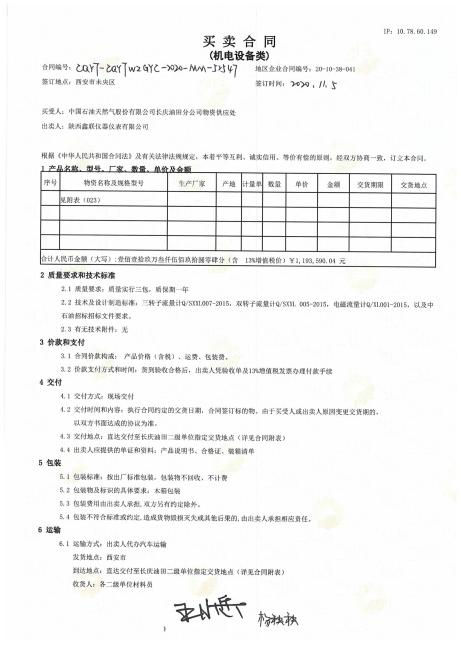 IP: 10.78.60.149
买 卖 合 同
(机电设备类)
合同编号: CQYT-CQYTWZGYC-2020-MM-JX547 地区企业合同编号: 20-10-38-041
签订地点: 西安市未央区 签订时间: 2020.11.5
买受人: 中国石油天然气股份有限公司长庆油田分公司物资供应处
出卖人: 陕西鑫联仪器仪表有限公司
根据《中华人民共和国合同法》及有关法律法规规定, 本着平等互利、诚实信用、等价有偿的原则, 经双方协商一致, 订立本合同。
1 产品名称、型号、厂家、数量、单价及金额
序号 物资名称及规格型号 生产厂家 产地 计量单 数量 单价 金额 交货期限 交货地点
见附表（023）
合计人民币金额（大写）:壹佰壹拾玖万叁仟伍佰玖拾圆零肆分（含 13%增值税价）¥1,193,590.04 元
2 质量要求和技术标准
2.1 质量要求: 质量实行三包, 质保期一年
2.2 技术及设计制造标准: 三转子流量计Q/SXXL007-2015, 双转子流量计Q/SXXL 005-2015, 电磁流量计Q/XL001-2015, 以及中
石油招标招标文件要求。
2.3 有无技术附件: 无
3 价款和支付
3.1 合同价款构成: 产品价格（含税）、运费、包装费。
3.2 价款支付方式和时间: 货到验收合格后, 出卖人凭验收单及13%增值税发票办理付款手续
4 交付
4.1 交付方式: 现场交付
4.2 交付时间和内容: 执行合同约定的交货日期, 合同签订标的物, 由于买受人或出卖人原因变更交货期的,
以双方书面达成的协议为准。
4.3 交付地点: 直达交付至长庆油田二级单位指定交货地点（详见合同附表）
4.4 出卖人应提供的单证和资料: 产品说明书、合格证、装箱清单
5 包装
5.1 包装标准: 按出厂标准包装, 包装物不回收、不计费
5.2 包装物及标识的具体要求: 木箱包装
5.3 包装费用由出卖人承担, 双方另有约定除外。
5.4 包装不符合标准或约定, 造成货物毁损灭失或其他后果的, 由出卖人承担相应责任。
6 运输
6.1 运输方式: 出卖人代办汽车运输
发货地点: 西安市
到达地点: 直达交付至长庆油田二级单位指定交货地点（详见合同附表）
收货人: 各二级单位材料员